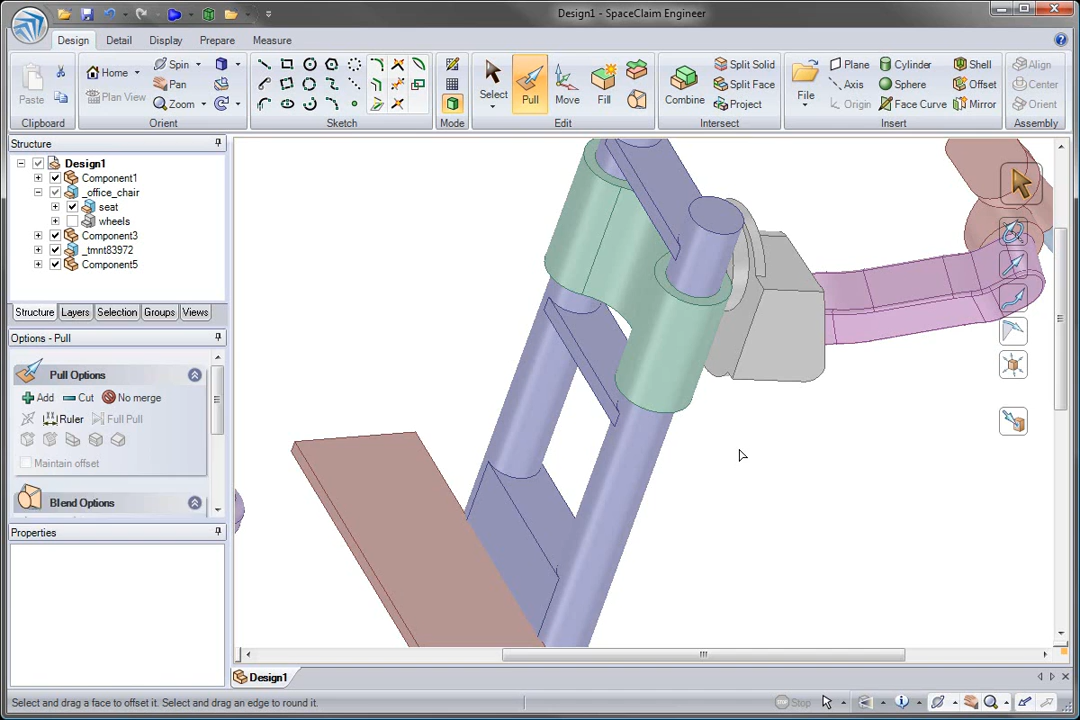 Design1 - SpaceClaim Engineer
Design Detail Display Prepare Measure
Paste
Clipboard
Home
Plan View
Spin
Pan
Zoom
Orient
Sketch
Mode
Select
Pull
Move
Fill
Edit
Combine
Split Solid
Split Face
Project
Intersect
File
Plane
Axis
Origin
Cylinder
Sphere
Face Curve
Shell
Offset
Mirror
Insert
Align
Center
Orient
Assembly
Structure
Design1
Component1
_office_chair
seat
wheels
Component3
_tmnt83972
Component5
Structure Layers Selection Groups Views
Options - Pull
Pull Options
Add Cut No merge
Ruler Full Pull
Maintain offset
Blend Options
Properties
Design1
Select and drag a face to offset it. Select and drag an edge to round it.
Stop